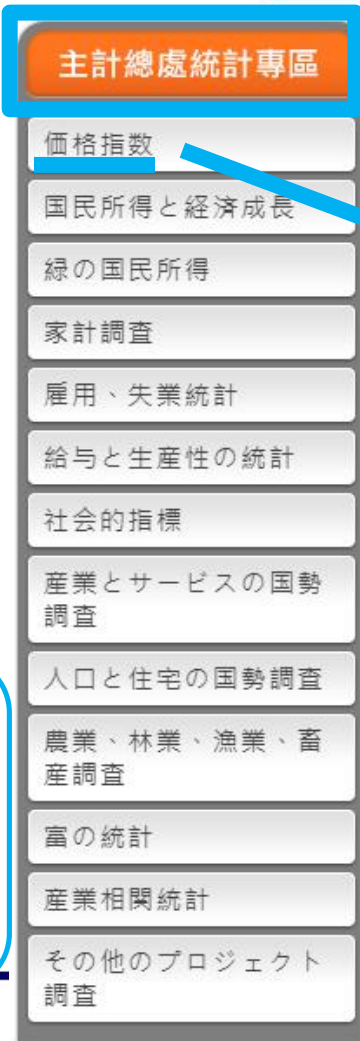 主計總處統計專區
価格指数
国民所得と経済成長
緑の国民所得
家計調査
雇用、失業統計
給与と生産性の統計
社会的指標
産業とサービスの国勢
調査
人口と住宅の国勢調査
農業、林業、漁業、畜
産調査
富の統計
産業相関統計
その他のプロジェクト
調査